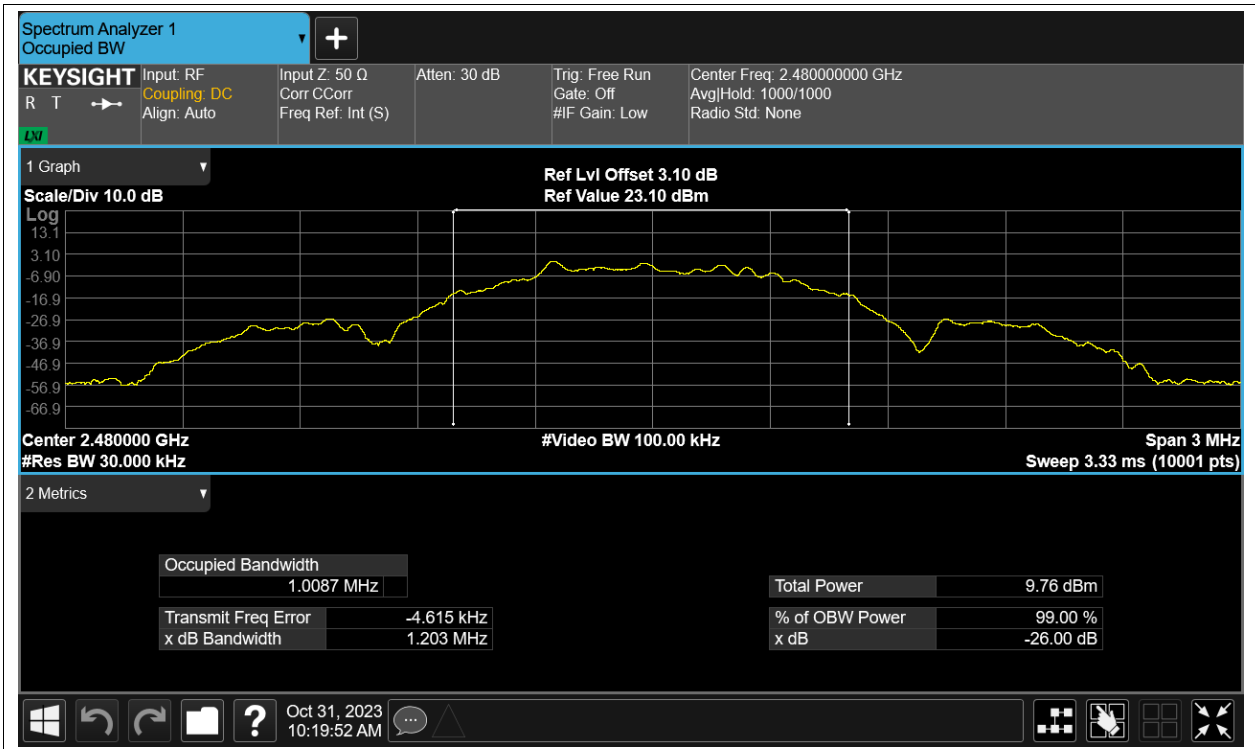 Spectrum Analyzer 1
Occupied BW
KEYSIGHT
R T
LXI
Input: RF
Coupling: DC
Align: Auto
Input Z: 50 Ω
Corr CCorr
Freq Ref: Int (S)
Atten: 30 dB
Trig: Free Run
Gate: Off
#IF Gain: Low
Center Freq: 2.480000000 GHz
Avg|Hold: 1000/1000
Radio Std: None
1 Graph
Scale/Div 10.0 dB
Ref Lvl Offset 3.10 dB
Ref Value 23.10 dBm
Log
13.1
3.10
-6.90
-16.9
-26.9
-36.9
-46.9
-56.9
-66.9
Center 2.480000 GHz
#Res BW 30.000 kHz
#Video BW 100.00 kHz
Span 3 MHz
Sweep 3.33 ms (10001 pts)
2 Metrics
Occupied Bandwidth
1.0087 MHz
Transmit Freq Error -4.615 kHz
x dB Bandwidth 1.203 MHz
Total Power 9.76 dBm
% of OBW Power 99.00 %
x dB -26.00 dB
?
Oct 31, 2023
10:19:52 AM